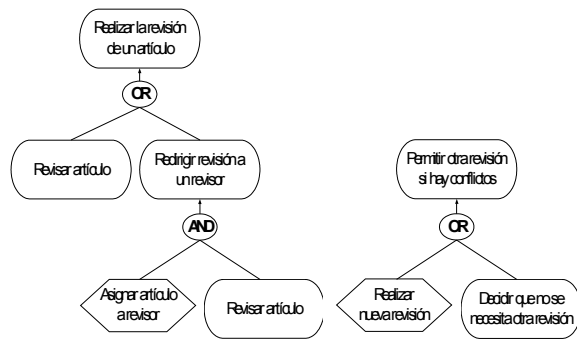 Realizar la revisión
de un artículo
OR
Revisar artículo
Redirigir revisión a
un revisor
AND
Asignar artículo
a revisor
Revisar artículo
Permitir otra revisión
si hay conflictos
OR
Realizar
nueva revisión
Decidir que no se
necesita otra revisión